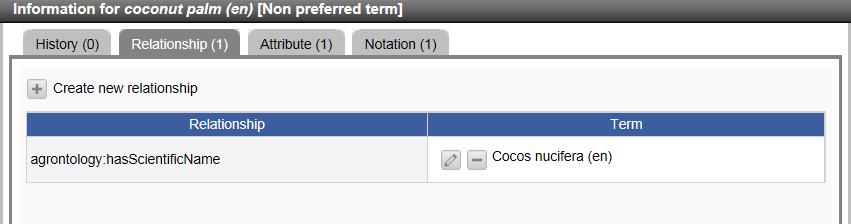 Information for coconut palm (en) [Non preferred term]
History (0) Relationship (1) Attribute (1) Notation (1)
Create new relationship
Relationship Term
agrontology:hasScientificName Cocos nucifera (en)